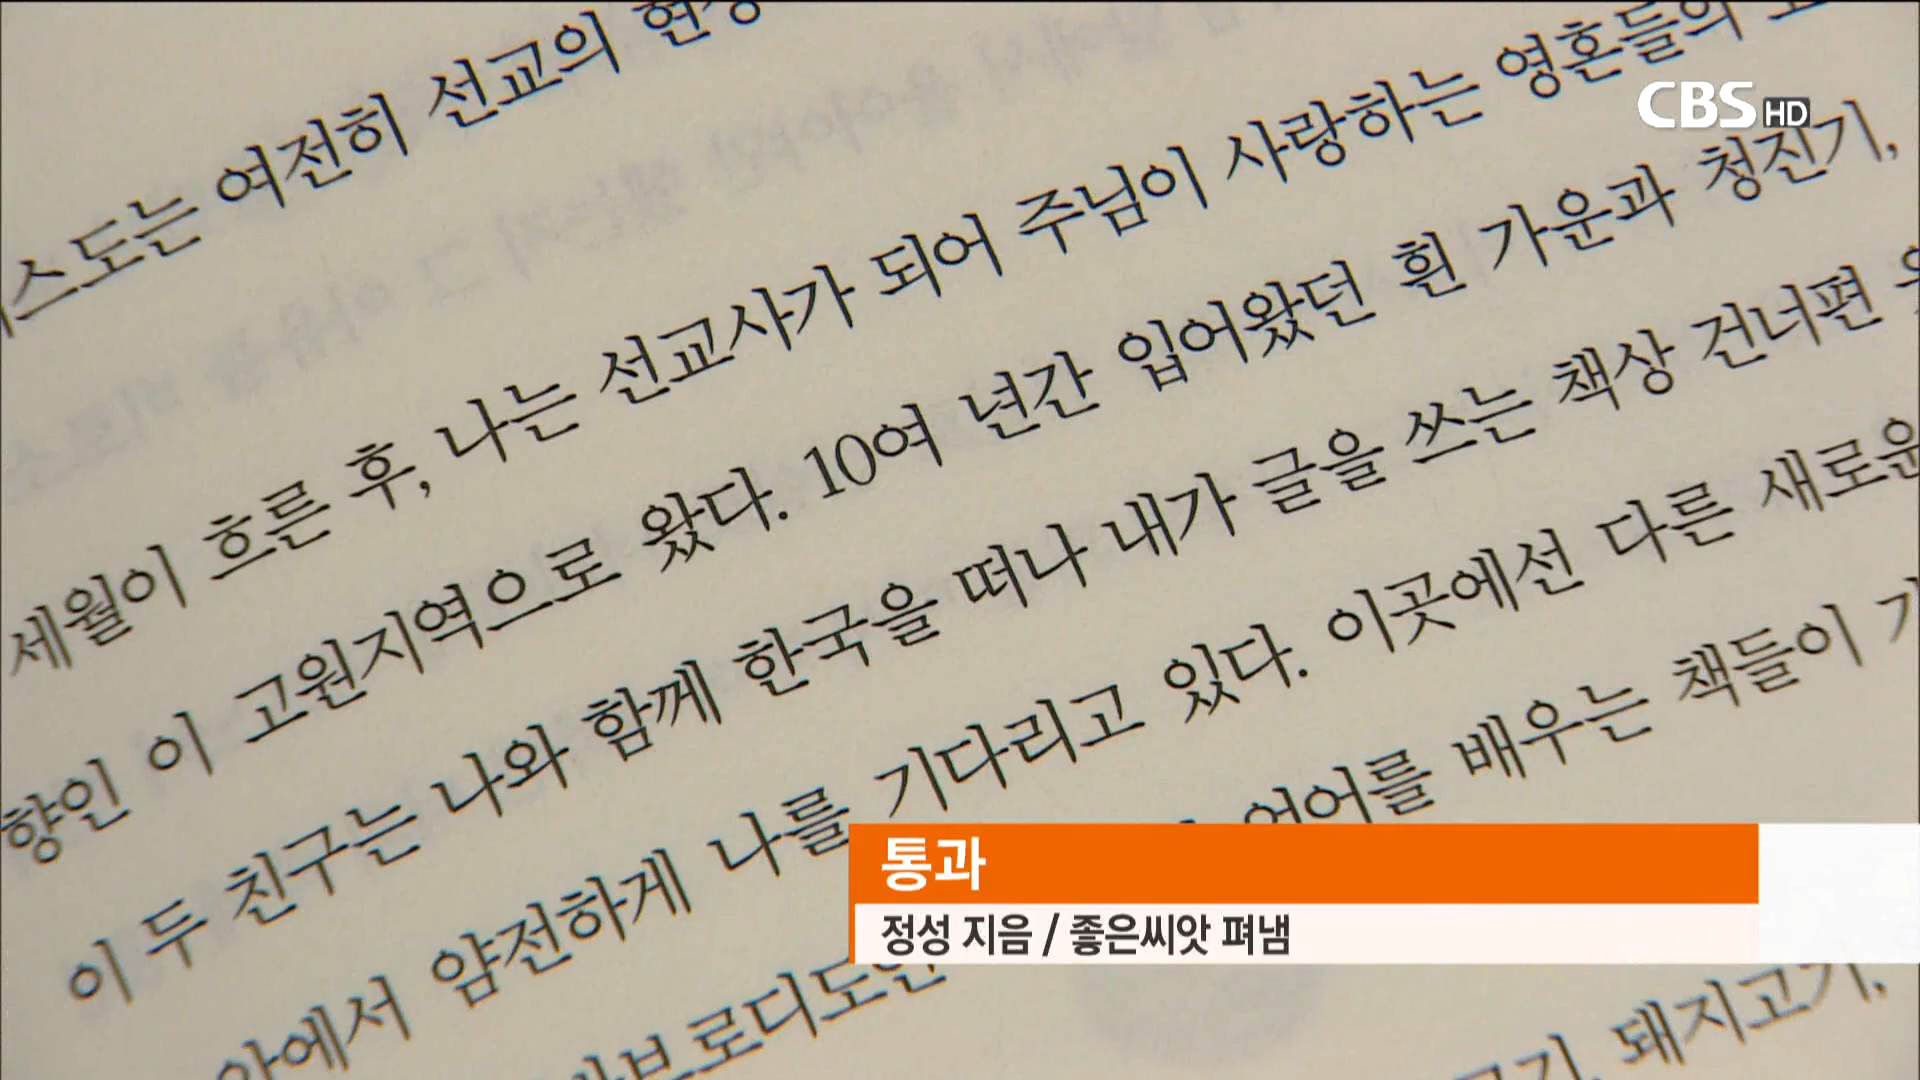 스도는 여전히 선교의
세월이 흐른 후, 나는 선교사가 되어 주님이 사랑하는 영혼들의
향인 이 고원지역으로 왔다. 10여 년간 입어왔던 흰 가운과 청진기,
이 두 친구는 나와 함께 한국을 떠나 내가 글을 쓰는 책상 건너편
안에서 얌전하게 나를 기다리고 있다. 이곳에선 다른 새로운
언어를 배우는 책들이
돼지고기,
CBS HD
통과
정성 지음 / 좋은씨앗 펴냄